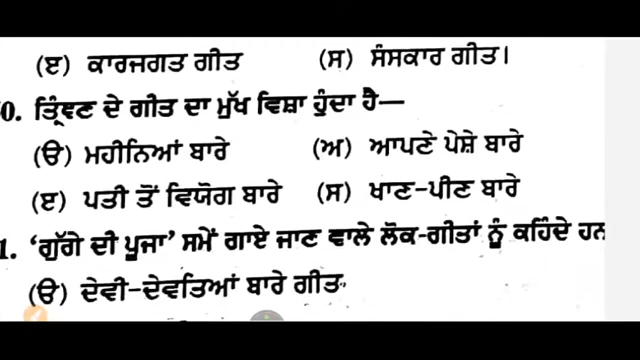 (ੲ) ਕਾਰਜਗਤ ਗੀਤ (ਸ) ਸੰਸਕਾਰ ਗੀਤ।
0. ਤ੍ਰਿੰਞਣ ਦੇ ਗੀਤ ਦਾ ਮੁੱਖ ਵਿਸ਼ਾ ਹੁੰਦਾ ਹੈ—
(ੳ) ਮਹੀਨਿਆਂ ਬਾਰੇ (ਅ) ਆਪਣੇ ਪੇਸ਼ੇ ਬਾਰੇ
(ੲ) ਪਤੀ ਤੋਂ ਵਿਯੋਗ ਬਾਰੇ (ਸ) ਖਾਣ-ਪੀਣ ਬਾਰੇ
1. ‘ਗੁੱਗੇ ਦੀ ਪੂਜਾ’ ਸਮੇਂ ਗਾਏ ਜਾਣ ਵਾਲੇ ਲੋਕ-ਗੀਤਾਂ ਨੂੰ ਕਹਿੰਦੇ ਹਨ
(ੳ) ਦੇਵੀ-ਦੇਵਤਿਆਂ ਬਾਰੇ ਗੀਤ